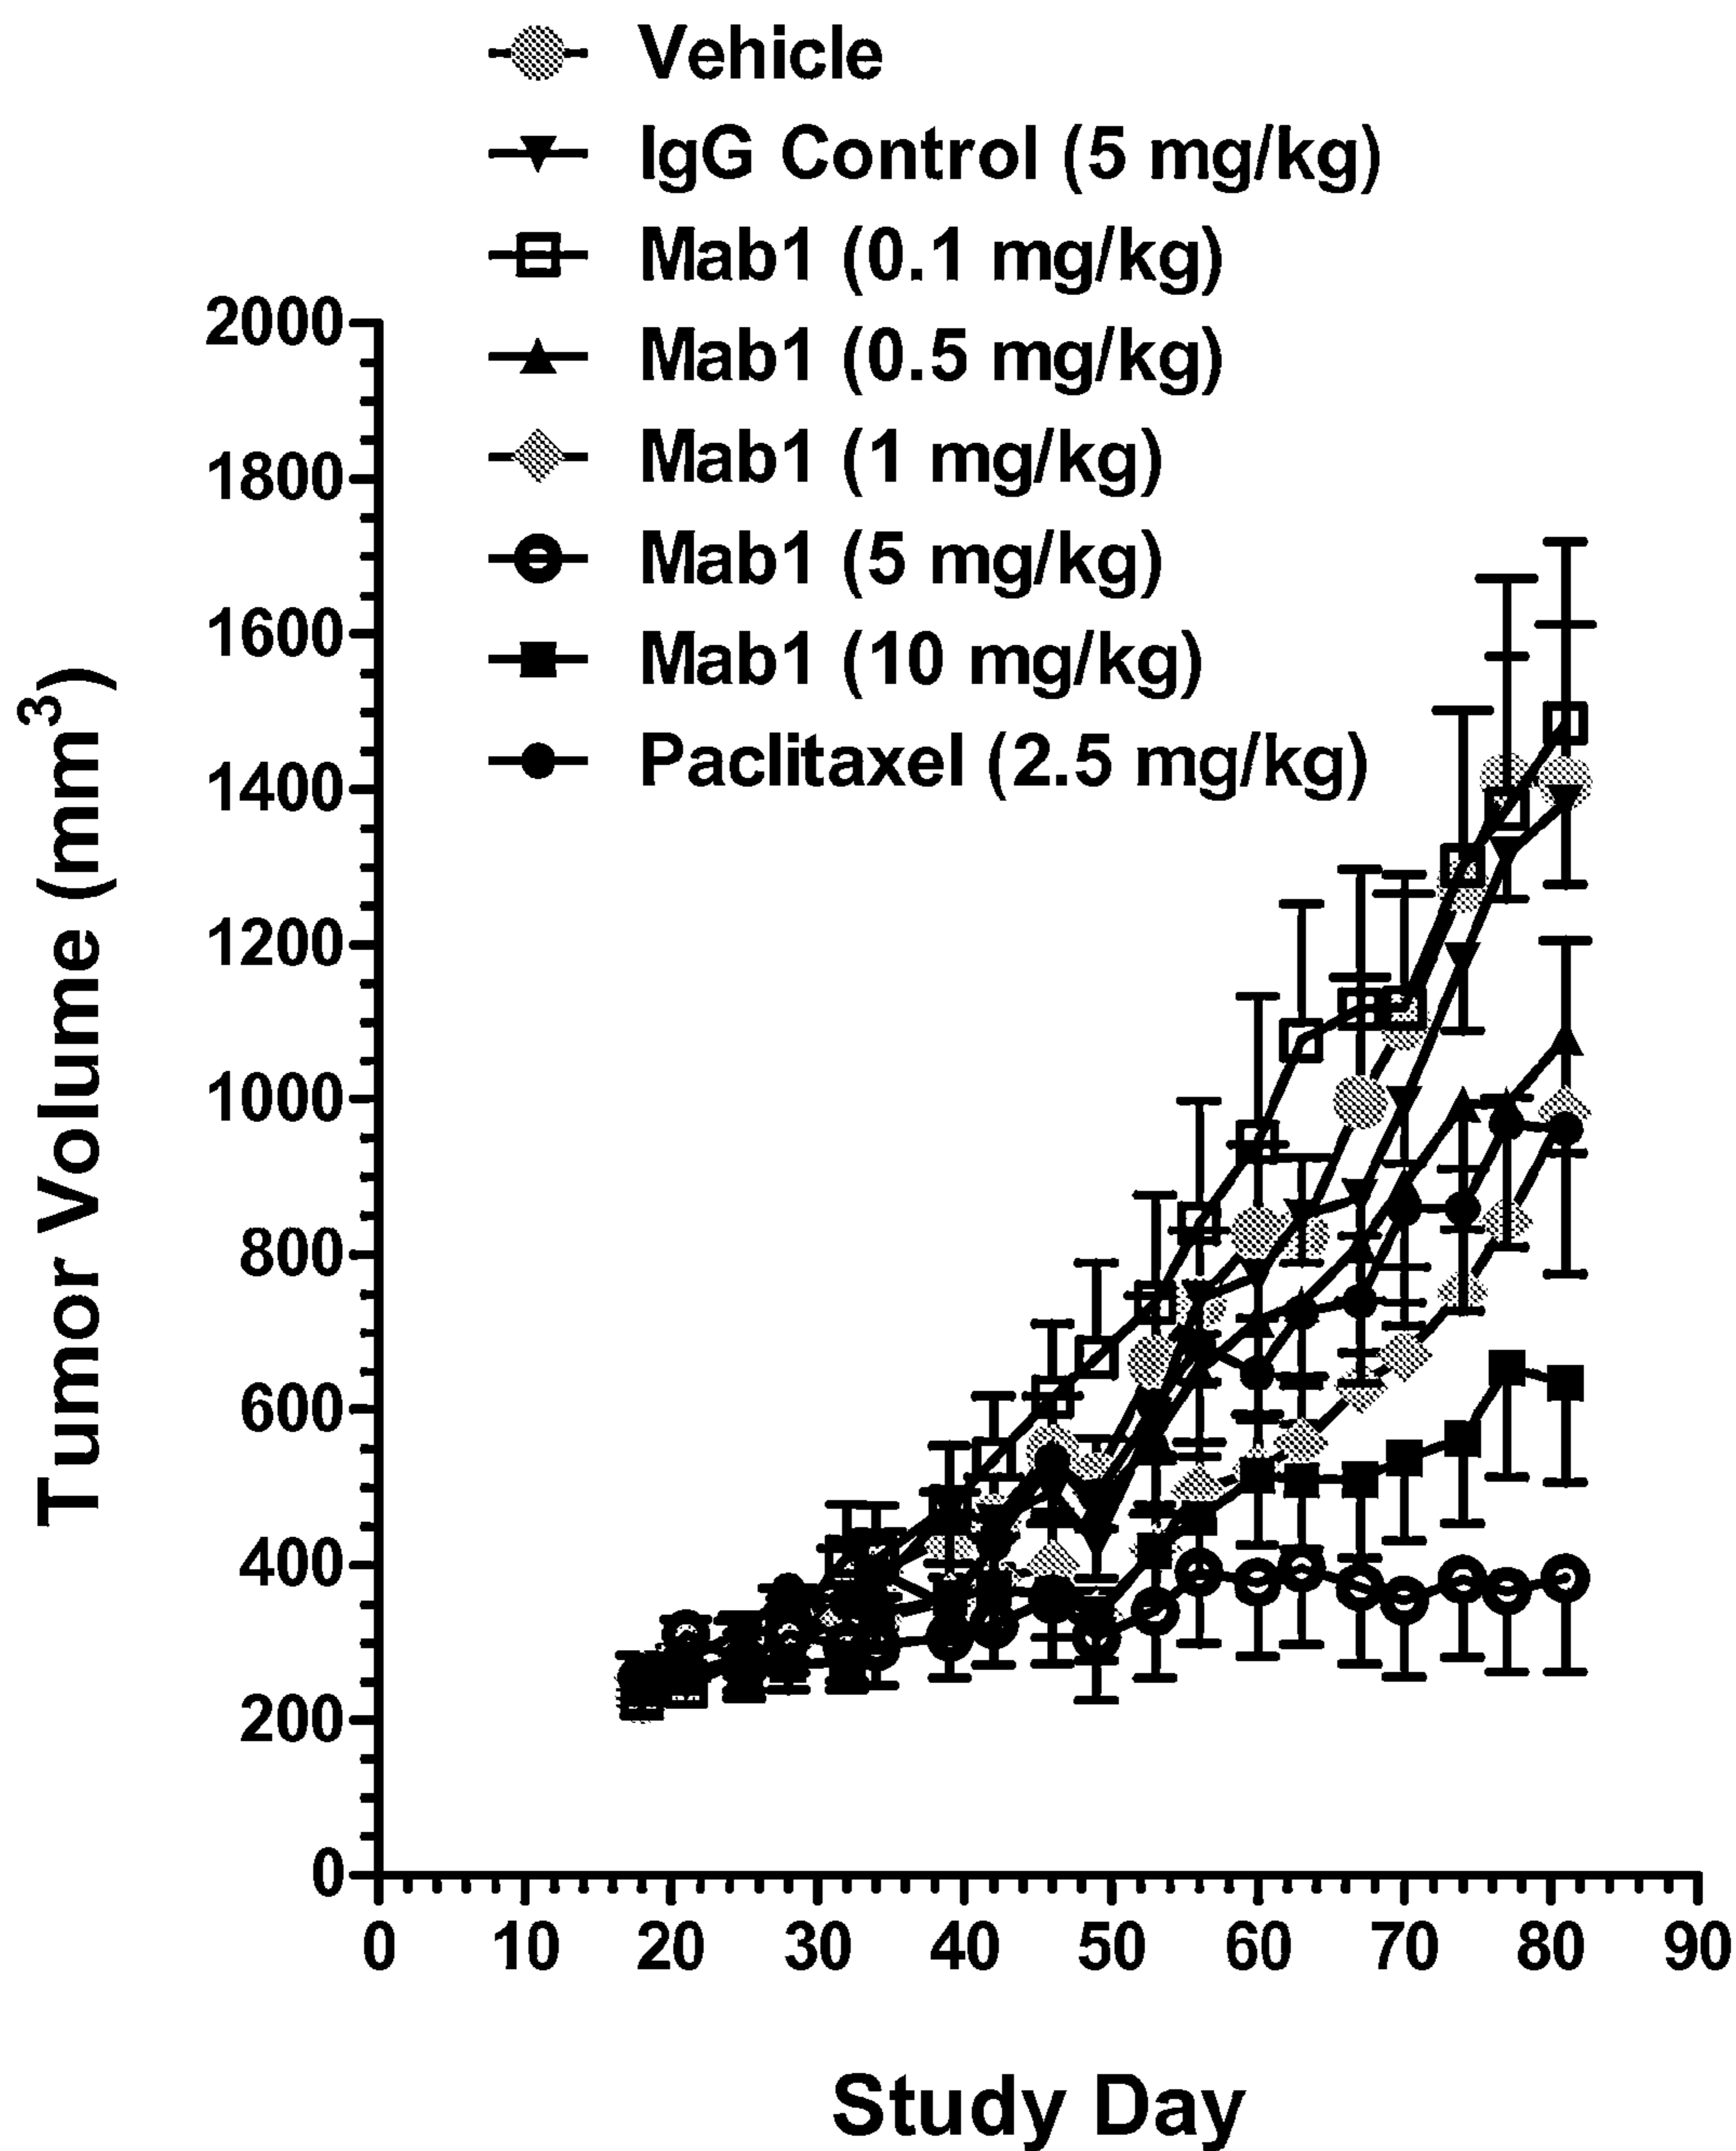 Vehicle
IgG Control (5 mg/kg)
Mab1 (0.1 mg/kg)
Mab1 (0.5 mg/kg)
Mab1 (1 mg/kg)
Mab1 (5 mg/kg)
Mab1 (10 mg/kg)
Paclitaxel (2.5 mg/kg)
Tumor Volume (mm³)
2000
1800
1600
1400
1200
1000
800
600
400
200
0
0 10 20 30 40 50 60 70 80 90
Study Day